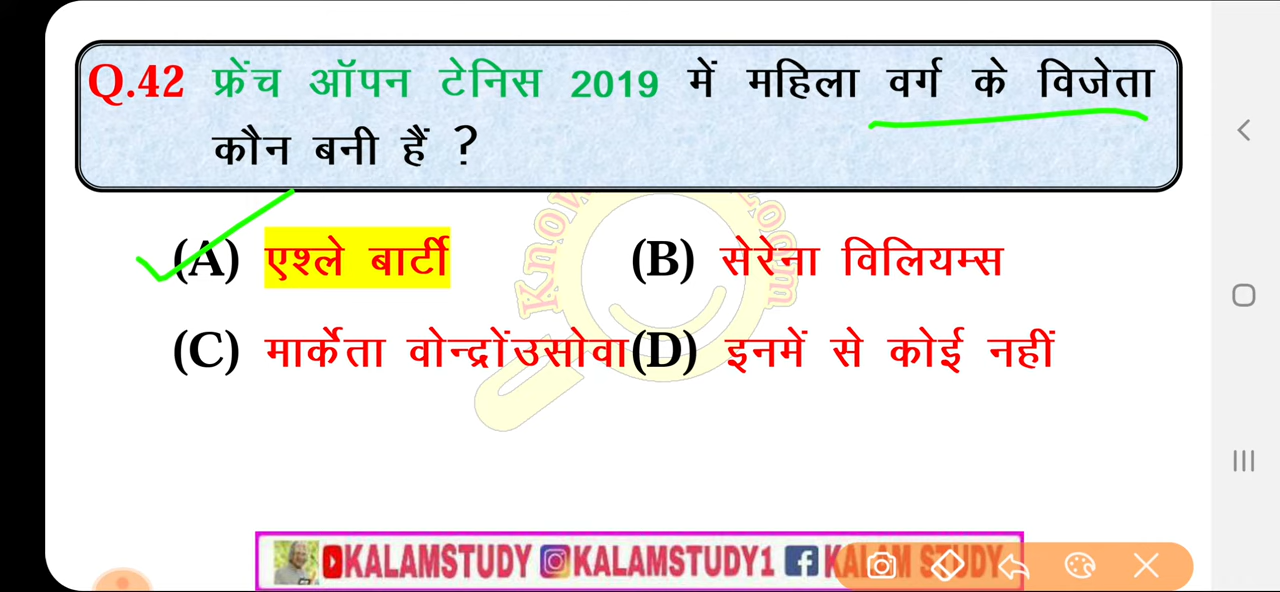 Q.42 फ्रेंच ऑपन टेनिस 2019 में महिला वर्ग के विजेता
कौन बनी हैं ?
(A) एश्ले बार्टी (B) सेरेना विलियम्स
(C) मार्केता वोन्द्रोंउसोवा (D) इनमें से कोई नहीं
KALAMSTUDY KALAMSTUDY1 KALAM STUDY